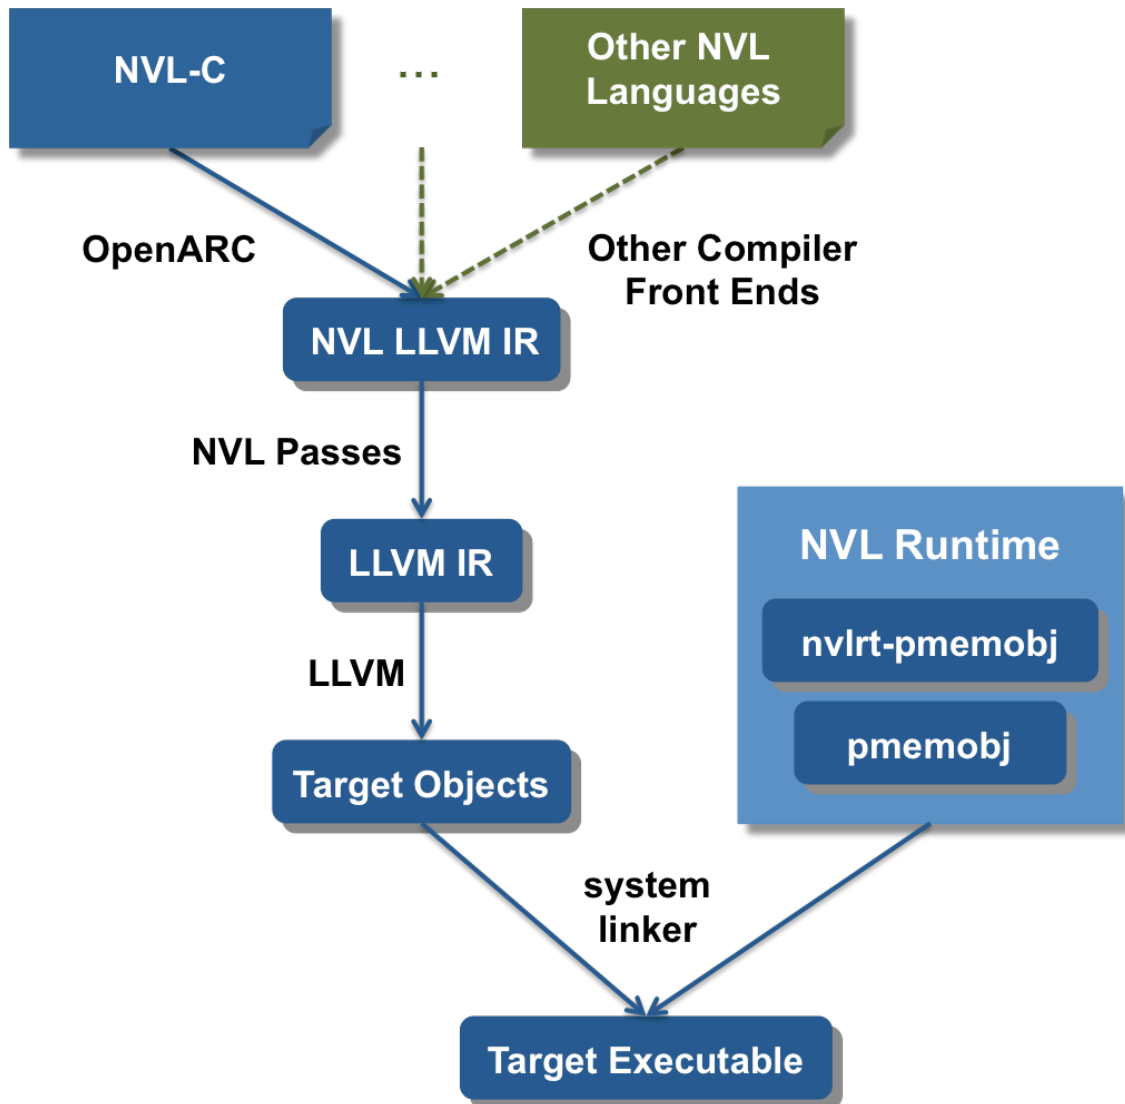 NVL-C
...
Other NVL
Languages
OpenARC
Other Compiler
Front Ends
NVL LLVM IR
NVL Passes
LLVM IR
NVL Runtime
nvlrt-pmemobj
LLVM
pmemobj
Target Objects
system
linker
Target Executable